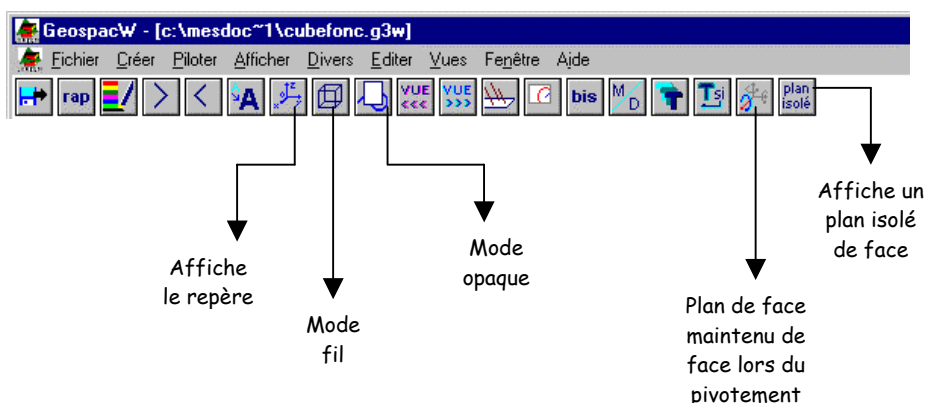 GeospacW - [c:\mesdoc~1\cubefonc.g3w]
Fichier Créer Piloter Afficher Divers Editer Vues Fenêtre Ajde
rap > < A VUE <<< VUE >>> bis M/D T Tsi plan isolé
Affiche un
plan isolé
de face
Mode
opaque
Affiche
le repère
Plan de face
maintenu de
face lors du
pivotement
Mode
fil